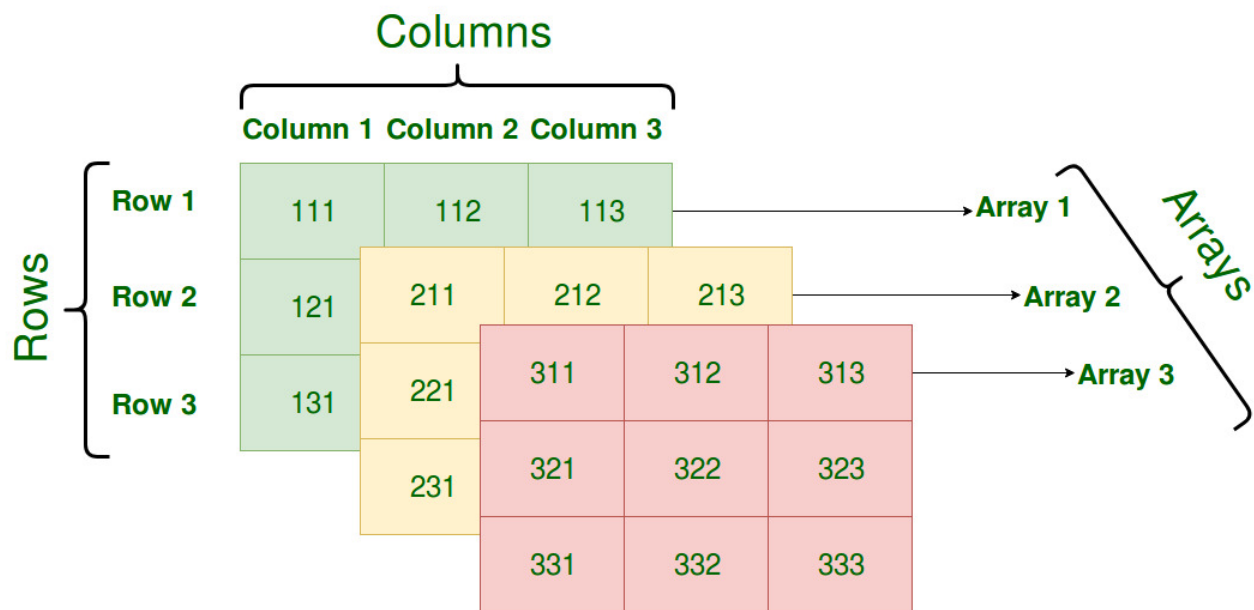 Columns
Column 1 Column 2 Column 3
Rows
Row 1 111 112 113 Array 1
Arrays
Row 2 121 211 212 213 Array 2
311 312 313 Array 3
Row 3 131 221
321 322 323
231
331 332 333